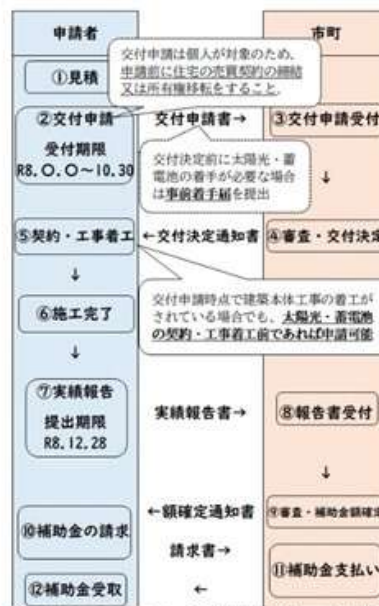 申請者
市町
交付申請は個人が対象のため、
申請前に住宅の売買契約の締結
又は所有権移転をすること。
①見積
②交付申請
受付期限
R8.○.○～10.30
交付申請書→
③交付申請受付
交付決定前に太陽光・蓄
電池の着手が必要な場合
は事前着手届を提出
↓
⑤契約・工事着工
←交付決定通知書
④審査・交付決定
↓
⑥施工完了
交付申請時点で建築本体工事の着工が
されている場合でも、太陽光・蓄電池
の契約・工事着工前であれば申請可能
↓
⑦実績報告
提出期限
R8.12.28
実績報告書→
⑧報告書受付
↓
←額確定通知書
⑨審査・補助金額確定
⑩補助金の請求
請求書→
⑪補助金支払い
⑫補助金受取
←